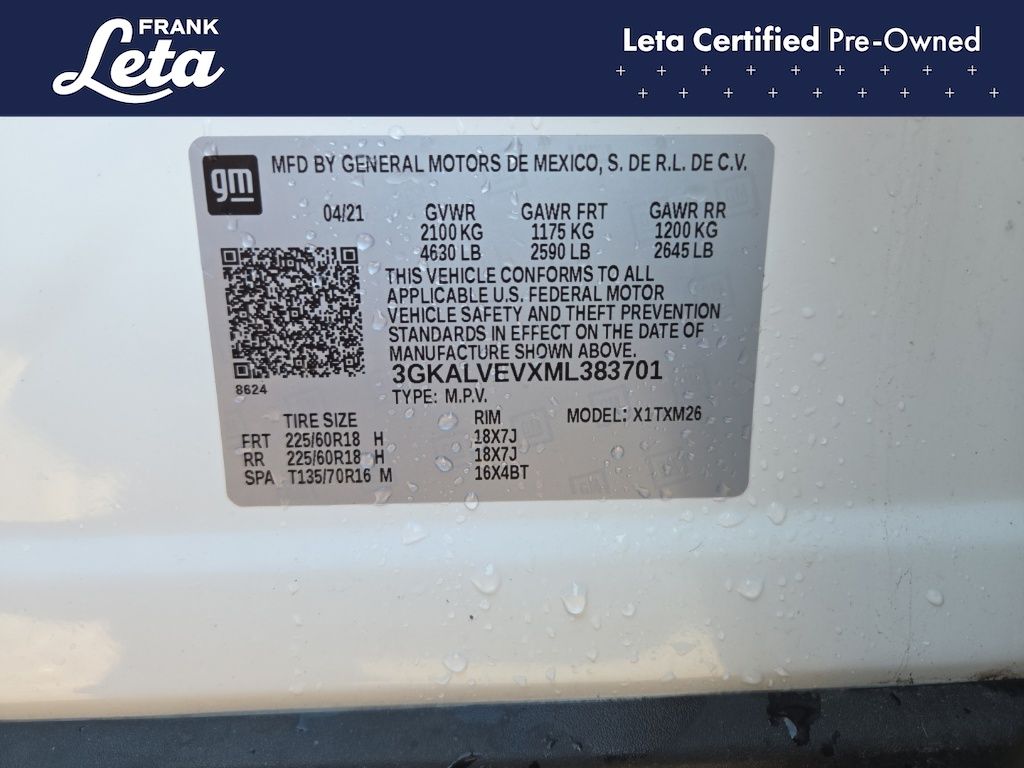 FRANK
Leta
Leta Certified Pre-Owned
gm
MFD BY GENERAL MOTORS DE MEXICO, S. DE R.L. DE C.V.
04/21 GVWR GAWR FRT GAWR RR
2100 KG 1175 KG 1200 KG
4630 LB 2590 LB 2645 LB
THIS VEHICLE CONFORMS TO ALL
APPLICABLE U.S. FEDERAL MOTOR
VEHICLE SAFETY AND THEFT PREVENTION
STANDARDS IN EFFECT ON THE DATE OF
MANUFACTURE SHOWN ABOVE.
3GKALVEVXML383701
8624
TYPE: M.P.V.
TIRE SIZE RIM MODEL: X1TXM26
FRT 225/60R18 H 18X7J
RR 225/60R18 H 18X7J
SPA T135/70R16 M 16X4BT